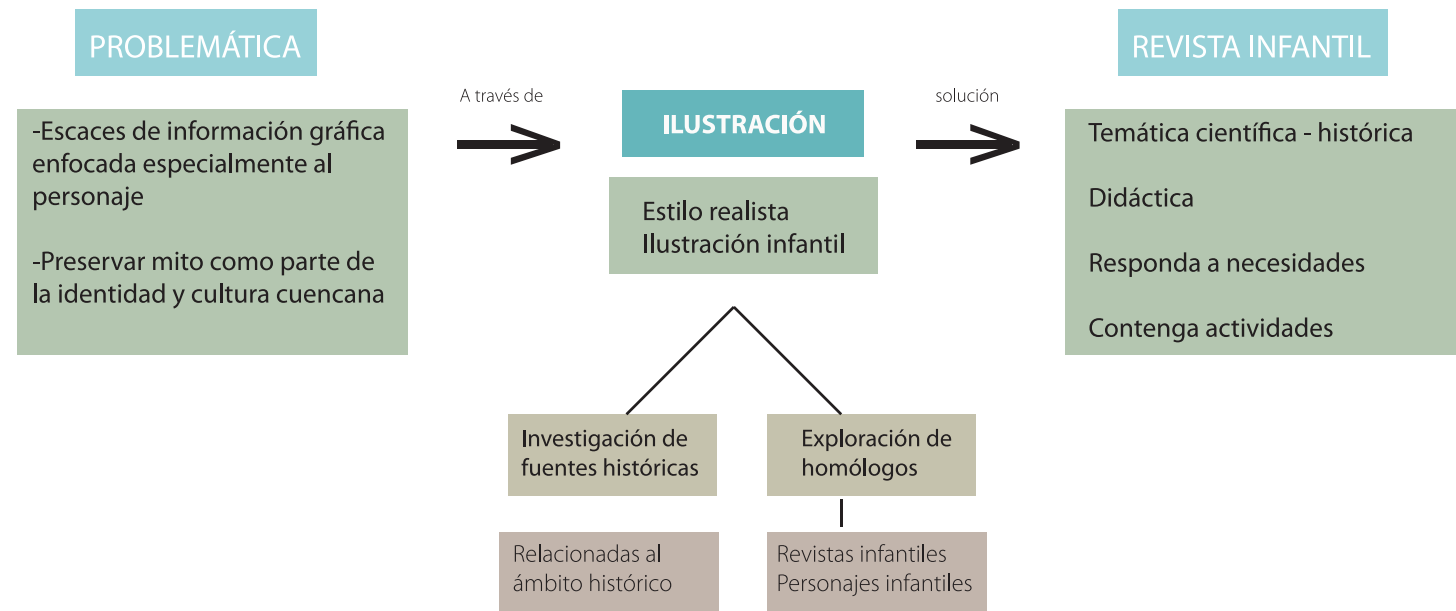 PROBLEMÁTICA
-Escaces de información gráfica
enfocada especialmente al
personaje
-Preservar mito como parte de
la identidad y cultura cuencana
A través de
ILUSTRACIÓN
Estilo realista
Ilustración infantil
Investigación de
fuentes históricas
Relacionadas al
ámbito histórico
Exploración de
homólogos
Revistas infantiles
Personajes infantiles
solución
REVISTA INFANTIL
Temática científica - histórica
Didáctica
Responda a necesidades
Contenga actividades